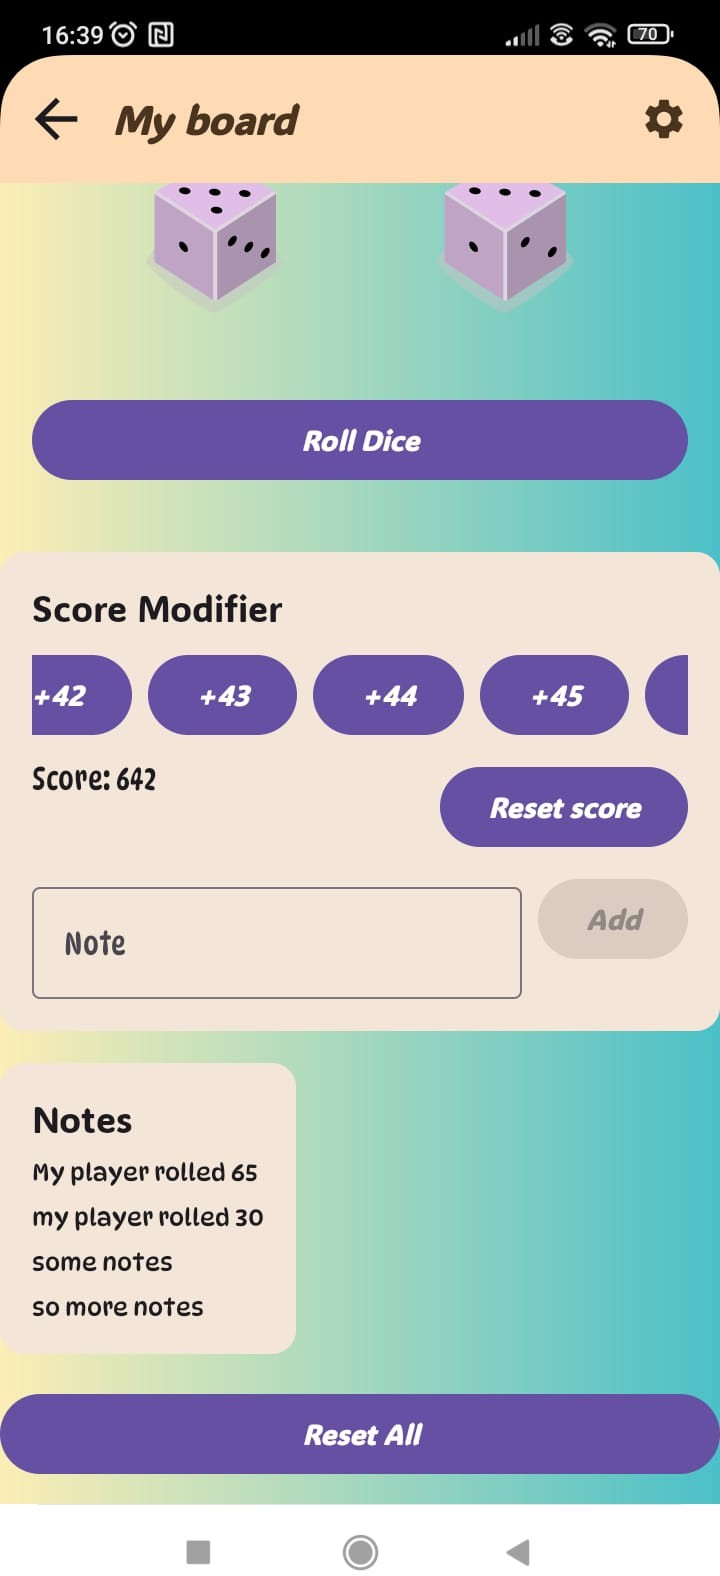 16:39
70
My board
Roll Dice
Score Modifier
+42 +43 +44 +45
Score: 642
Reset score
Note
Add
Notes
My player rolled 65
my player rolled 30
some notes
so more notes
Reset All